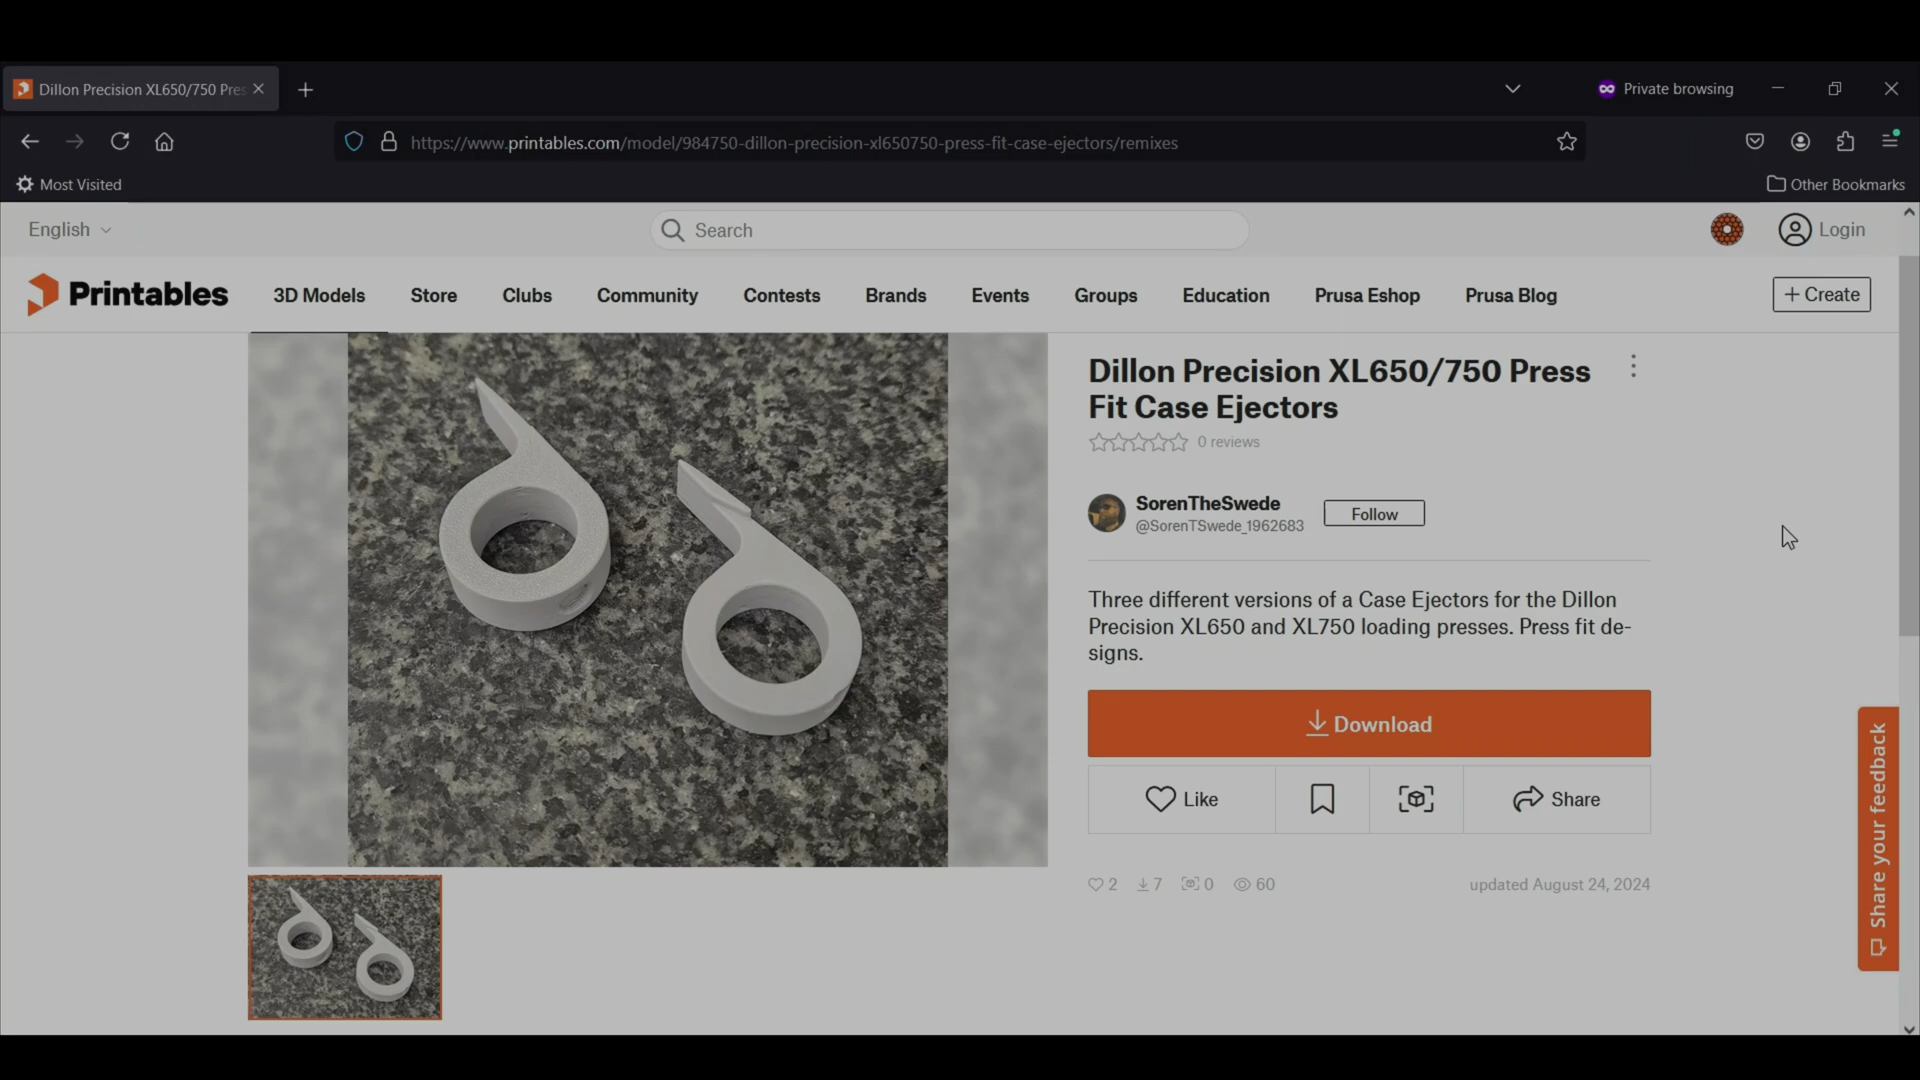 Dillon Precision XL650/750 Pres
Private browsing
https://www.printables.com/model/984750-dillon-precision-xl650750-press-fit-case-ejectors/remixes
Most Visited
Other Bookmarks
English
Search
Login
Printables
3D Models
Store
Clubs
Community
Contests
Brands
Events
Groups
Education
Prusa Eshop
Prusa Blog
+ Create
Dillon Precision XL650/750 Press
Fit Case Ejectors
0 reviews
SorenTheSwede
@SorenTSwede_1962683
Follow
Three different versions of a Case Ejectors for the Dillon
Precision XL650 and XL750 loading presses. Press fit de-
signs.
Download
Like
Share
2
7
0
60
updated August 24, 2024
Share your feedback